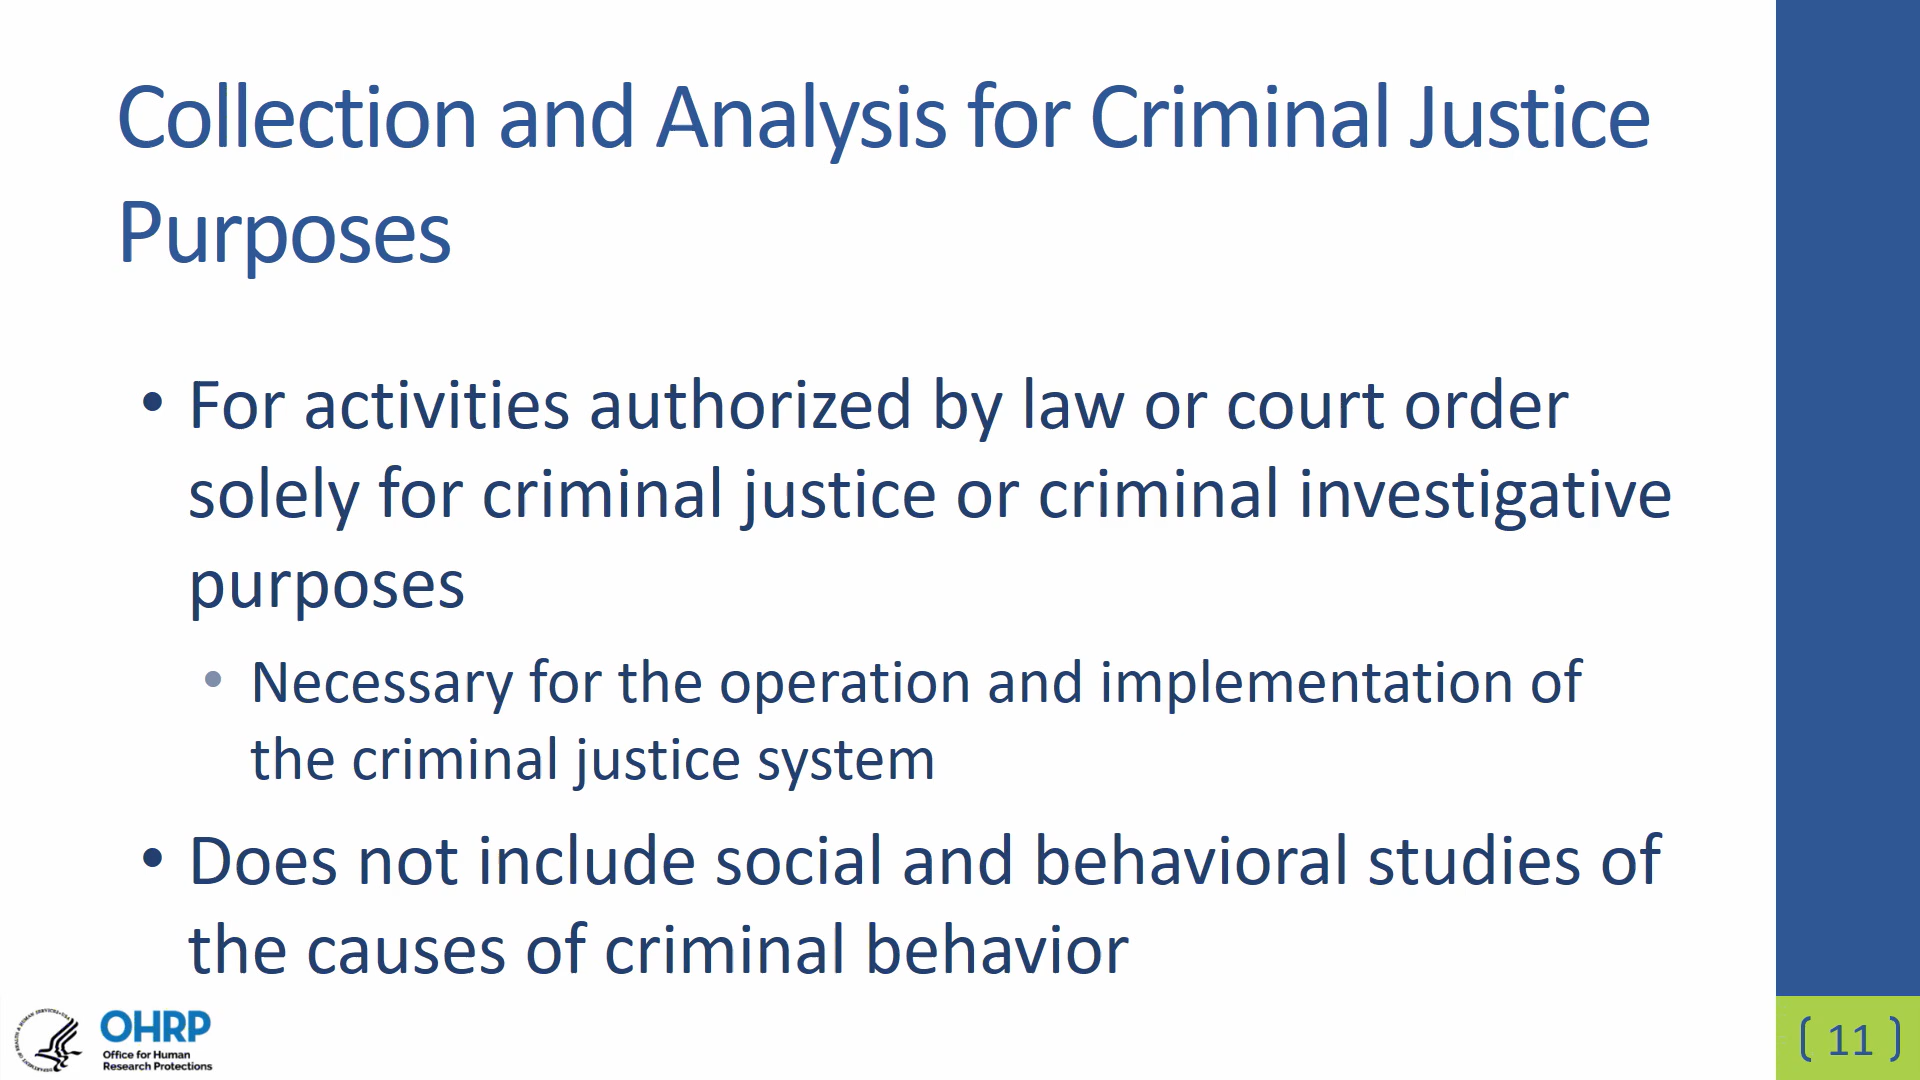 Collection and Analysis for Criminal Justice
Purposes
• For activities authorized by law or court order
solely for criminal justice or criminal investigative
purposes
• Necessary for the operation and implementation of
the criminal justice system
• Does not include social and behavioral studies of
the causes of criminal behavior
OHRP
Office for Human
Research Protections
11